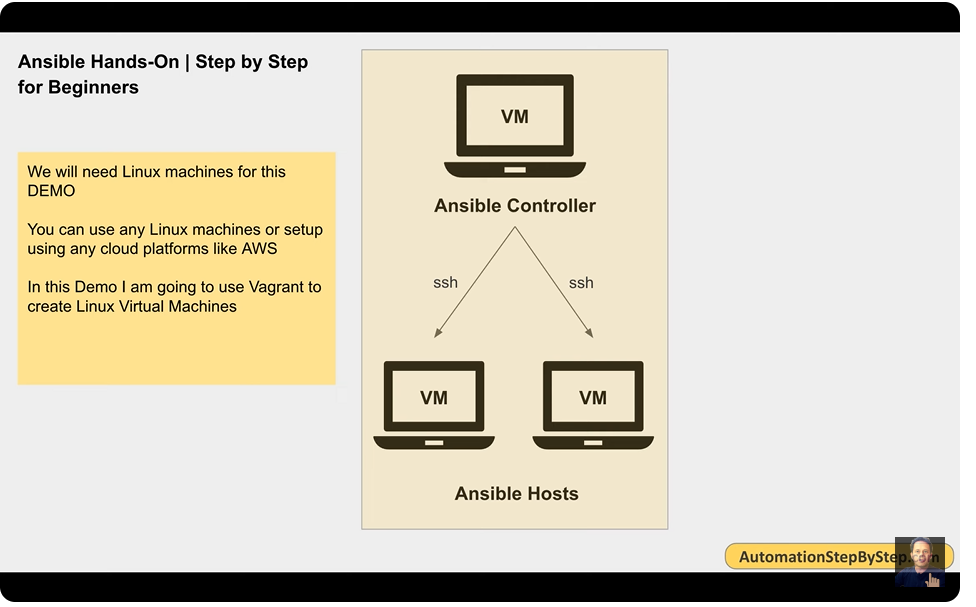 Ansible Hands-On | Step by Step
for Beginners
We will need Linux machines for this
DEMO
You can use any Linux machines or setup
using any cloud platforms like AWS
In this Demo I am going to use Vagrant to
create Linux Virtual Machines
VM
Ansible Controller
ssh
ssh
VM
VM
Ansible Hosts
AutomationStepByStep.com